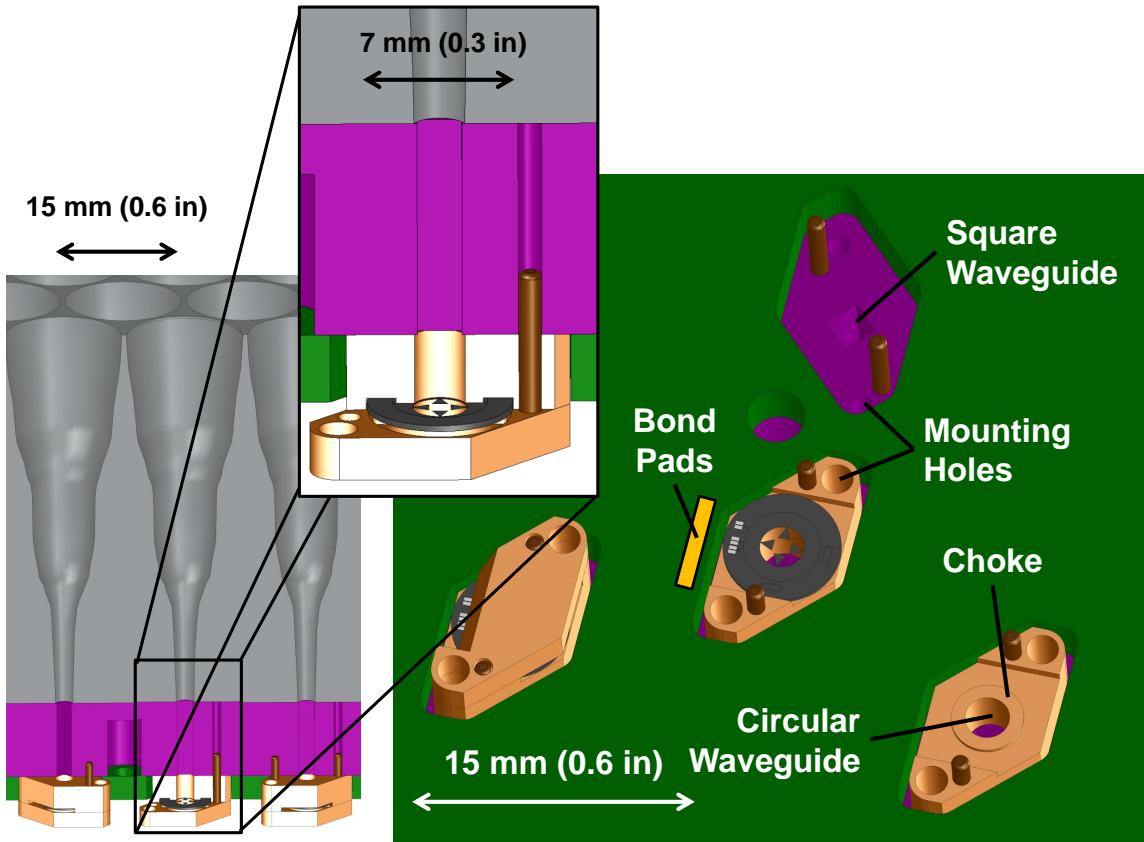 7 mm (0.3 in)
15 mm (0.6 in)
Square
Waveguide
Bond
Pads
Mounting
Holes
Choke
Circular
Waveguide
15 mm (0.6 in)